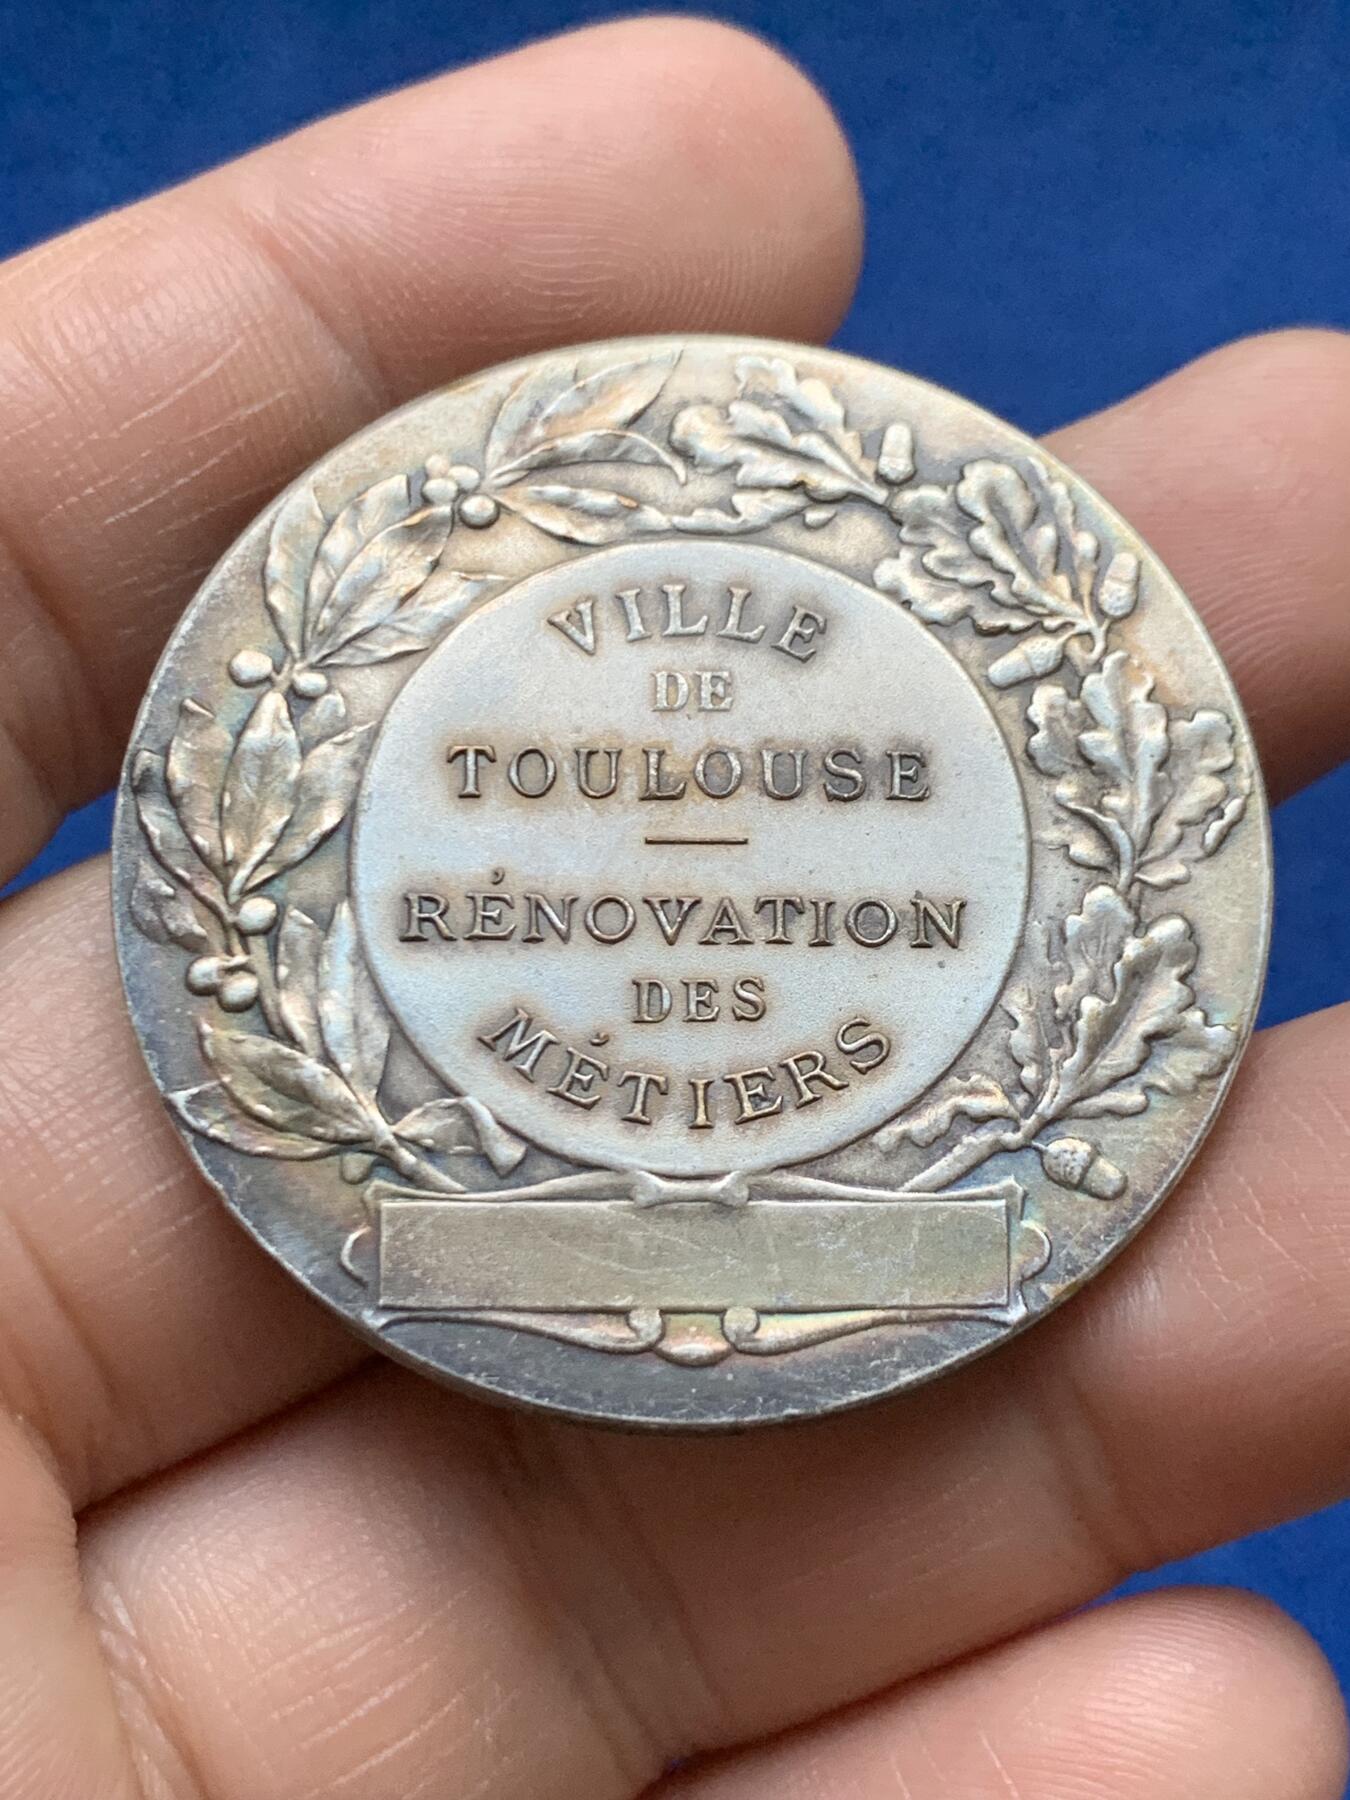 VILLE
DE
TOULOUSE
RÉNOVATION
DES
MÉTIERS